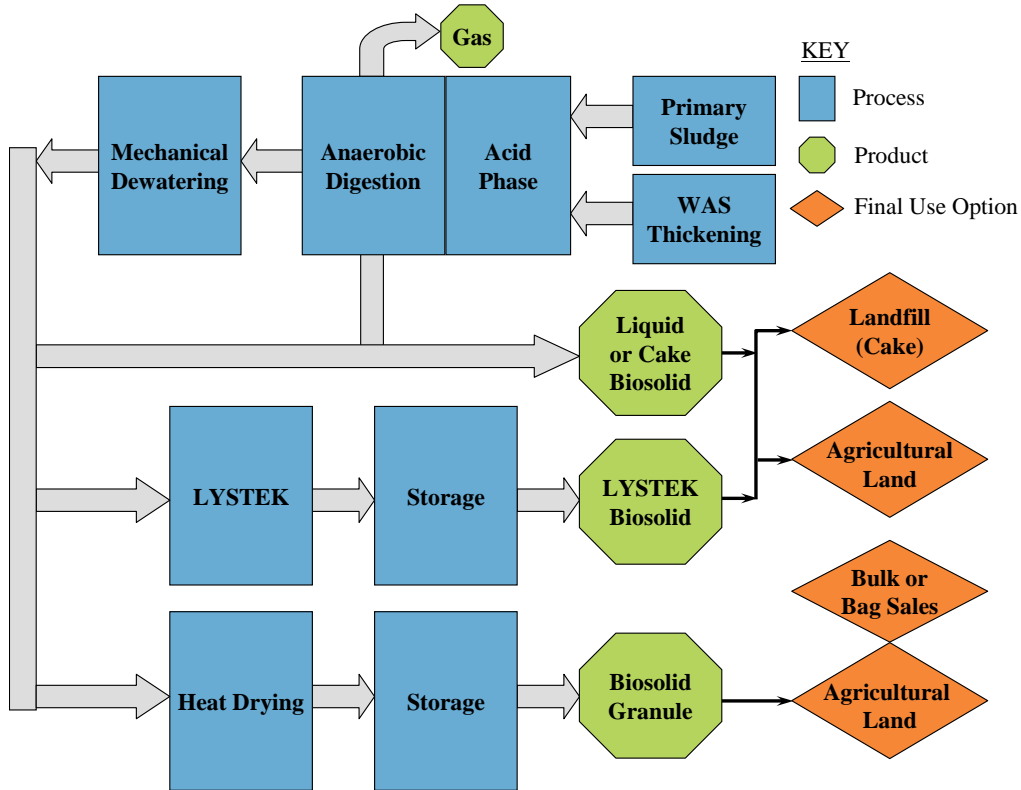 Gas
KEY
Process
Product
Final Use Option
Mechanical
Dewatering
Anaerobic
Digestion
Acid
Phase
Primary
Sludge
WAS
Thickening
Liquid
or Cake
Biosolid
Landfill
(Cake)
LYSTEK
Storage
LYSTEK
Biosolid
Agricultural
Land
Bulk or
Bag Sales
Heat Drying
Storage
Biosolid
Granule
Agricultural
Land